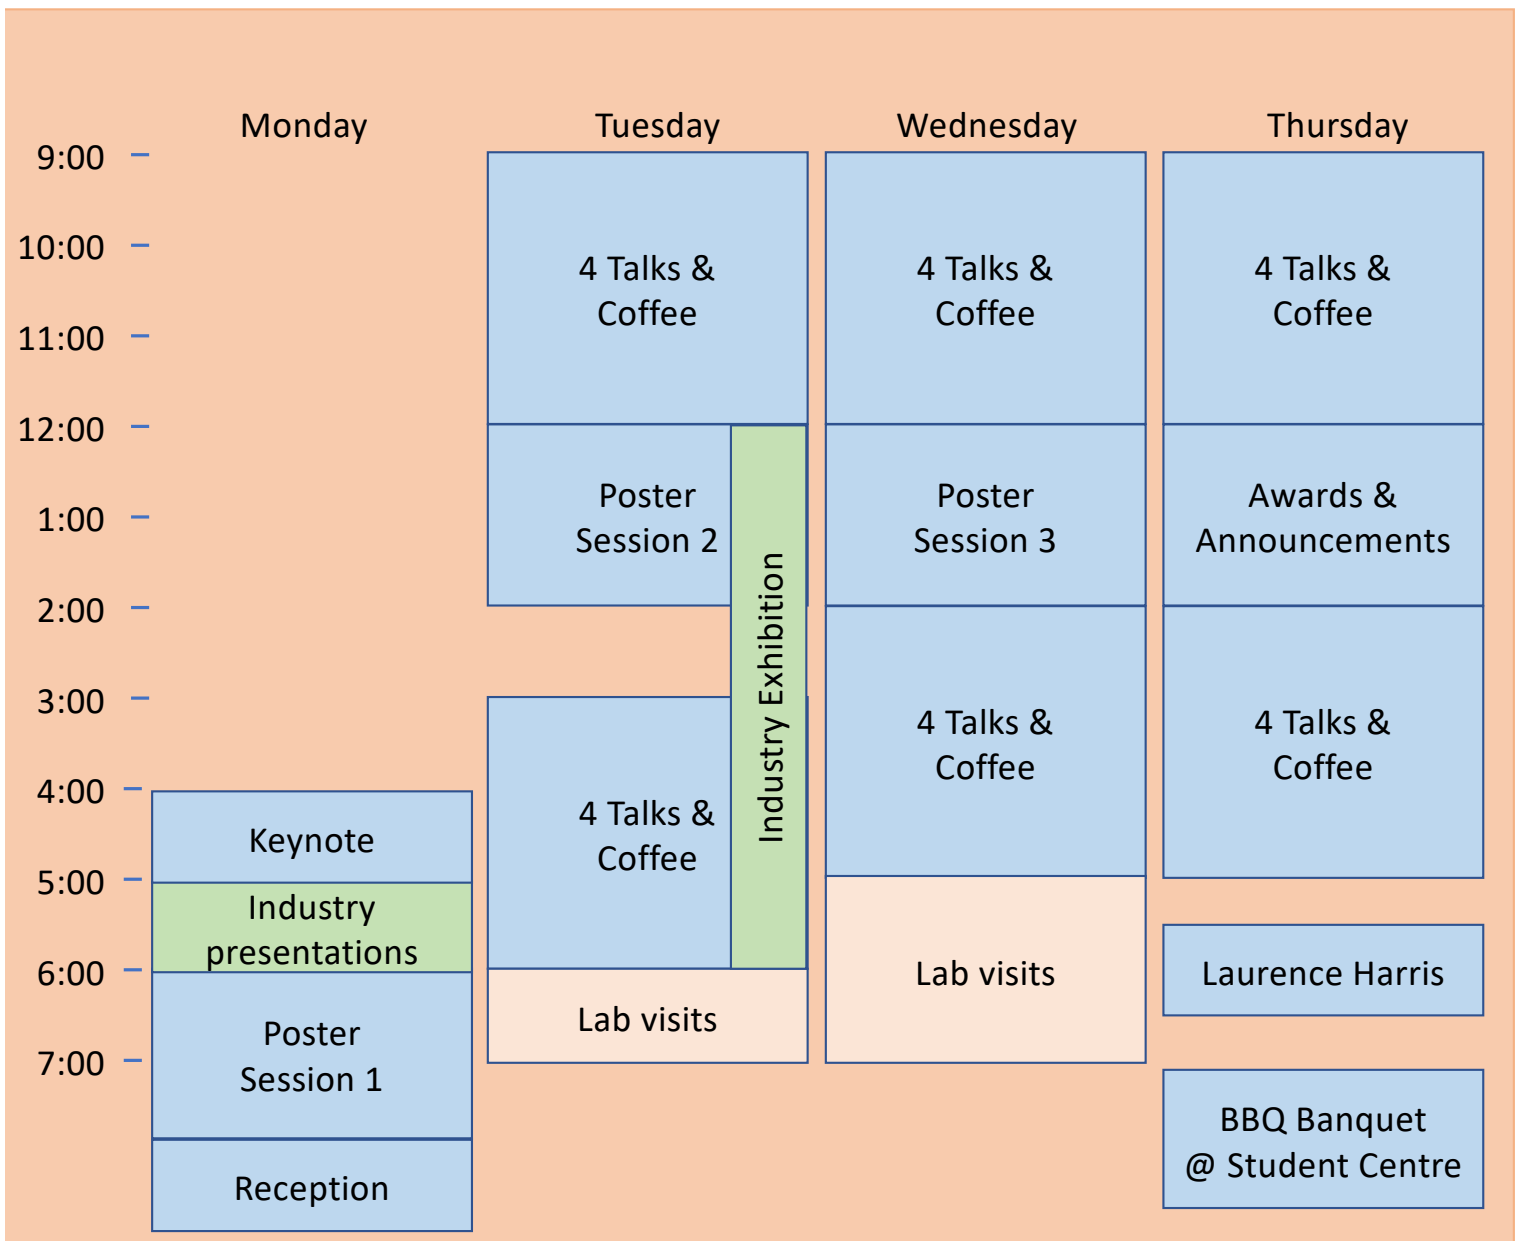 Monday
Tuesday
Wednesday
Thursday
9:00
10:00
11:00
12:00
1:00
2:00
3:00
4:00
5:00
6:00
7:00
Keynote
Industry
presentations
Poster
Session 1
Reception
4 Talks &
Coffee
Poster
Session 2
Industry Exhibition
4 Talks &
Coffee
Lab visits
4 Talks &
Coffee
Poster
Session 3
4 Talks &
Coffee
Lab visits
4 Talks &
Coffee
Awards &
Announcements
4 Talks &
Coffee
Laurence Harris
BBQ Banquet
@ Student Centre